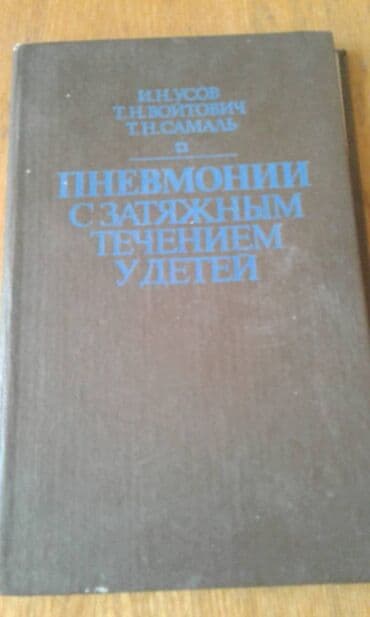 И.Н.УСОВ
Т.Н.ВОЙТОВИЧ
Т.Н.САМАЛЬ
ПНЕВМОНИИ
С ЗАТЯЖНЫМ
ТЕЧЕНИЕМ
У ДЕТЕЙ